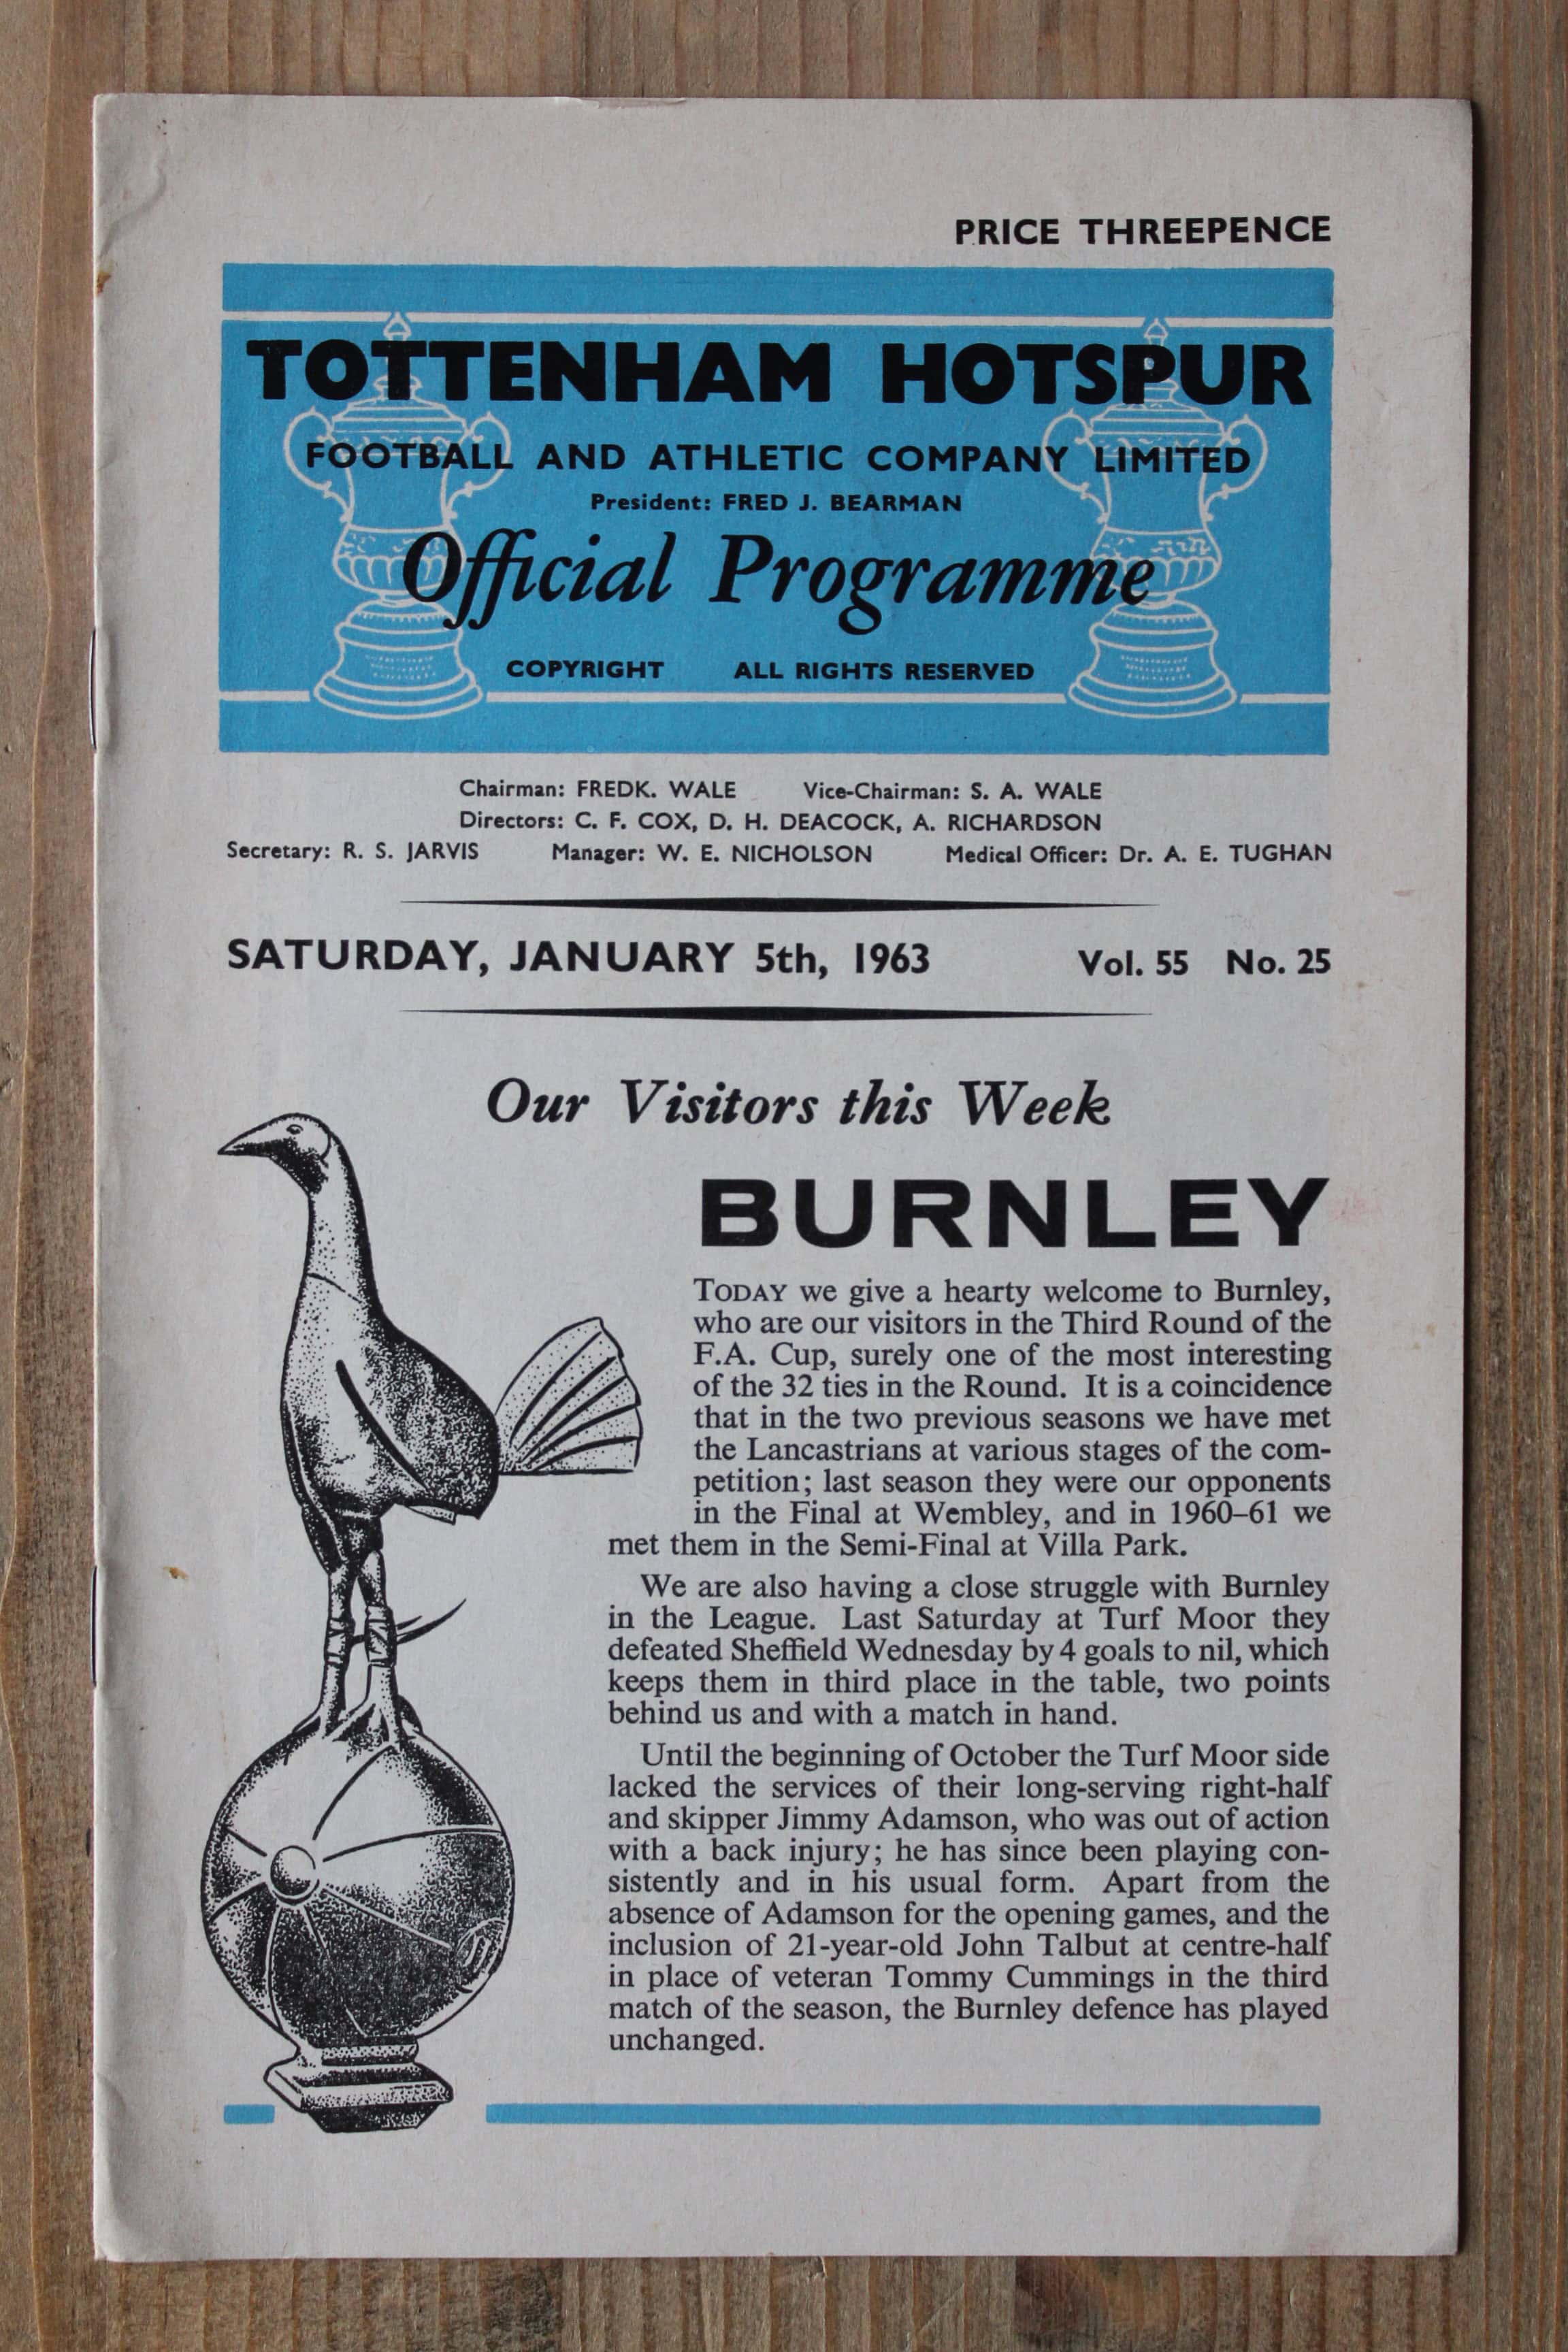 PRICE THREEPENCE
TOTTENHAM HOTSPUR
FOOTBALL AND ATHLETIC COMPANY LIMITED
President: FRED J. BEARMAN
Official Programme
COPYRIGHT ALL RIGHTS RESERVED
Chairman: FREDK. WALE Vice-Chairman: S. A. WALE
Directors: C. F. COX, D. H. DEACOCK, A. RICHARDSON
Secretary: R. S. JARVIS Manager: W. E. NICHOLSON Medical Officer: Dr. A. E. TUGHAN
SATURDAY, JANUARY 5th, 1963 Vol. 55 No. 25
Our Visitors this Week
BURNLEY
TODAY we give a hearty welcome to Burnley,
who are our visitors in the Third Round of the
F.A. Cup, surely one of the most interesting
of the 32 ties in the Round. It is a coincidence
that in the two previous seasons we have met
the Lancastrians at various stages of the com-
petition; last season they were our opponents
in the Final at Wembley, and in 1960–61 we
met them in the Semi-Final at Villa Park.
We are also having a close struggle with Burnley
in the League. Last Saturday at Turf Moor they
defeated Sheffield Wednesday by 4 goals to nil, which
keeps them in third place in the table, two points
behind us and with a match in hand.
Until the beginning of October the Turf Moor side
lacked the services of their long-serving right-half
and skipper Jimmy Adamson, who was out of action
with a back injury; he has since been playing con-
sistently and in his usual form. Apart from the
absence of Adamson for the opening games, and the
inclusion of 21-year-old John Talbut at centre-half
in place of veteran Tommy Cummings in the third
match of the season, the Burnley defence has played
unchanged.